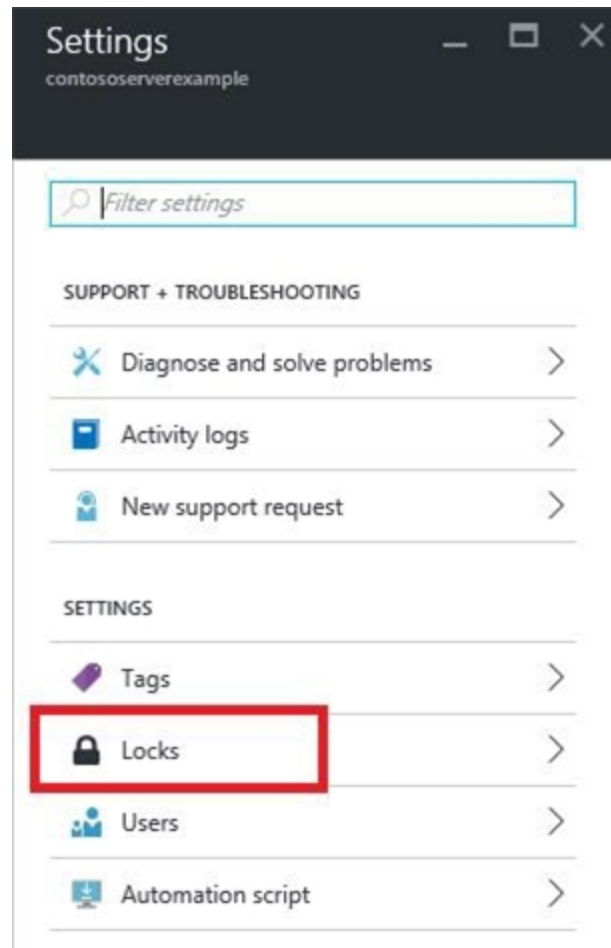 Settings
contososerverexample
Filter settings
SUPPORT + TROUBLESHOOTING
Diagnose and solve problems
Activity logs
New support request
SETTINGS
Tags
Locks
Users
Automation script